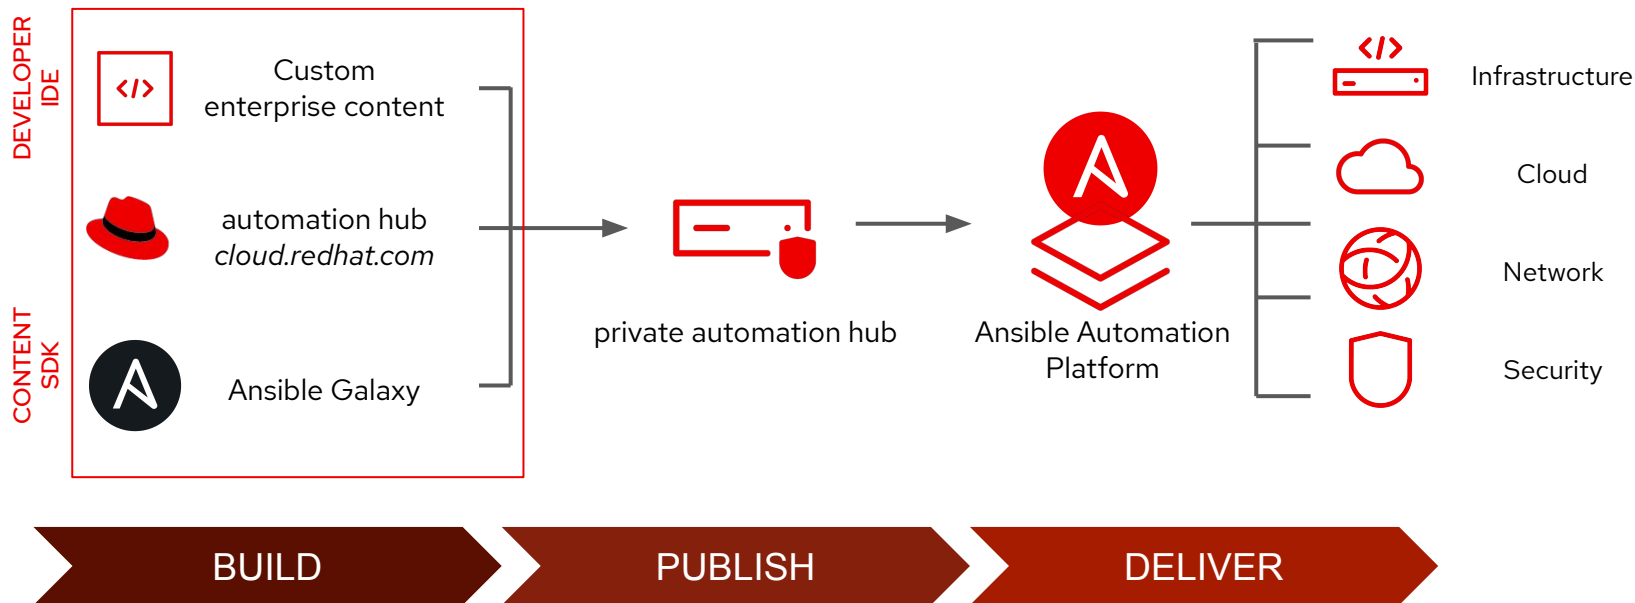 DEVELOPER
IDE
CONTENT
SDK
Custom
enterprise content
automation hub
cloud.redhat.com
Ansible Galaxy
private automation hub
Ansible Automation
Platform
Infrastructure
Cloud
Network
Security
BUILD
PUBLISH
DELIVER